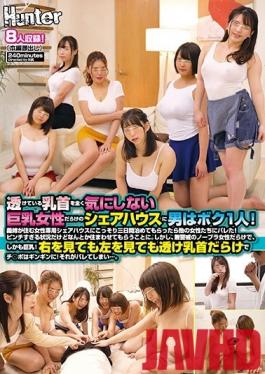 Hunter
8人収録!
240minutes
透けている乳首を全く気にしない
巨乳女性だらけのシェアハウスに男はボク1人!
義姉が住む女性専用シェアハウスにこっそり三日間泊めてもらったら他の女性たちにバレた!
ピンチすぎる状況だけどなんとか住まわせてもらうことに。しかし、無警戒のノーブラ女性だらけで、
しかも巨乳!右を見ても左を見ても透け乳首だらけで
チ○ポはギンギンに!それがバレてしまい…。
R18
JAV